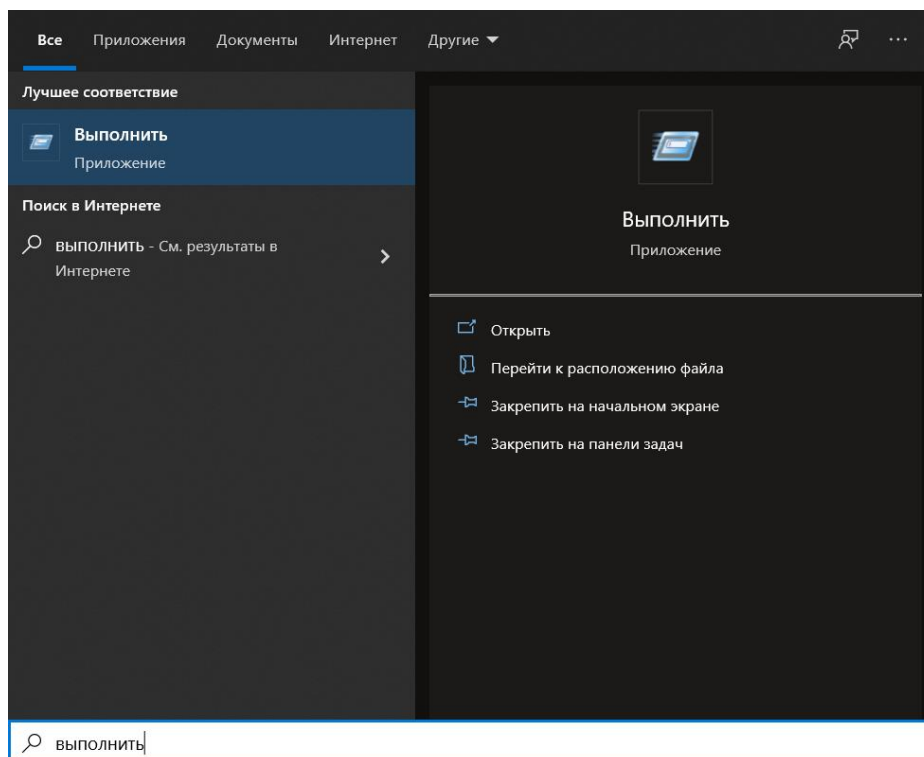 Все Приложения Документы Интернет Другие
Лучшее соответствие
Выполнить
Приложение
Поиск в Интернете
выполнить - См. результаты в
Интернете
Выполнить
Приложение
Открыть
Перейти к расположению файла
Закрепить на начальном экране
Закрепить на панели задач
выполнить